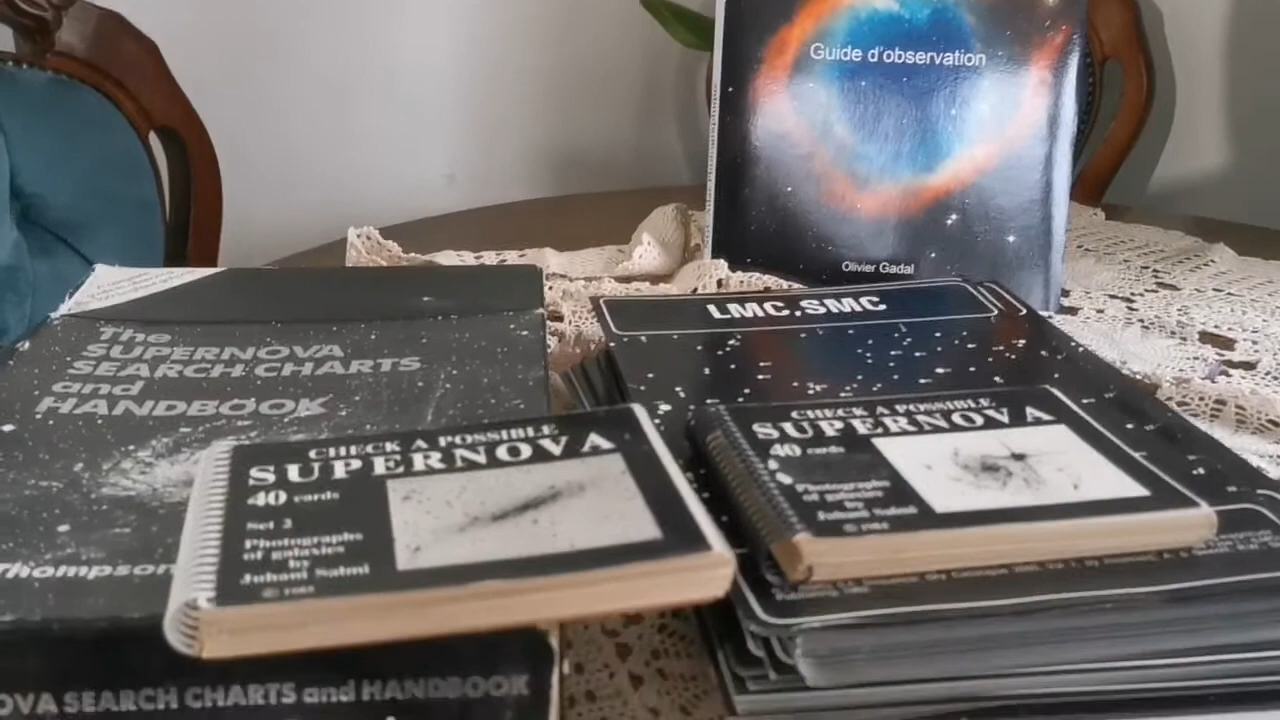 Guide d'observation
Olivier Gadal
LMC.SMC
The
SUPERNOVA
SEARCH CHARTS
and
HANDBOOK
Thompson
CHECK A POSSIBLE
SUPERNOVA
40 cards
Set 2
Photographs
of galaxies
by
Juhani Salmi
CHECK A POSSIBLE
SUPERNOVA
40 cards
Photographs
of galaxies
by
Juhani Salmi
OVA SEARCH CHARTS and HANDBOOK